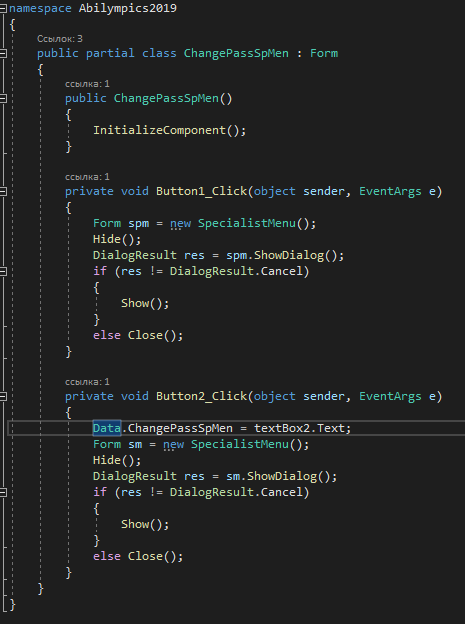 namespace Abilympics2019
{
Ссылок: 3
public partial class ChangePassSpMen : Form
{
ссылка: 1
public ChangePassSpMen()
{
InitializeComponent();
}
ссылка: 1
private void Button1_Click(object sender, EventArgs e)
{
Form spm = new SpecialistMenu();
Hide();
DialogResult res = spm.ShowDialog();
if (res != DialogResult.Cancel)
{
Show();
}
else Close();
}
ссылка: 1
private void Button2_Click(object sender, EventArgs e)
{
Data.ChangePassSpMen = textBox2.Text;
Form sm = new SpecialistMenu();
Hide();
DialogResult res = sm.ShowDialog();
if (res != DialogResult.Cancel)
{
Show();
}
else Close();
}
}
}